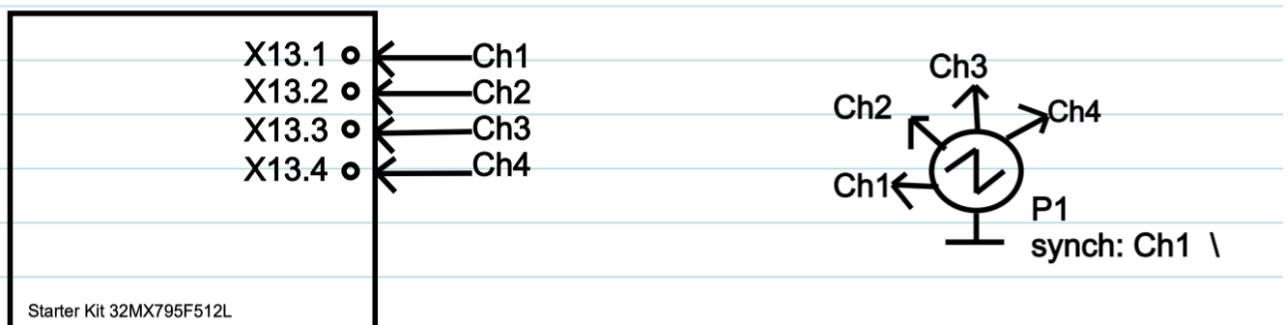 X13.1 Ch1
X13.2 Ch2
X13.3 Ch3
X13.4 Ch4
Starter Kit 32MX795F512L
Ch3
Ch2 Ch4
Ch1
P1
synch: Ch1 \